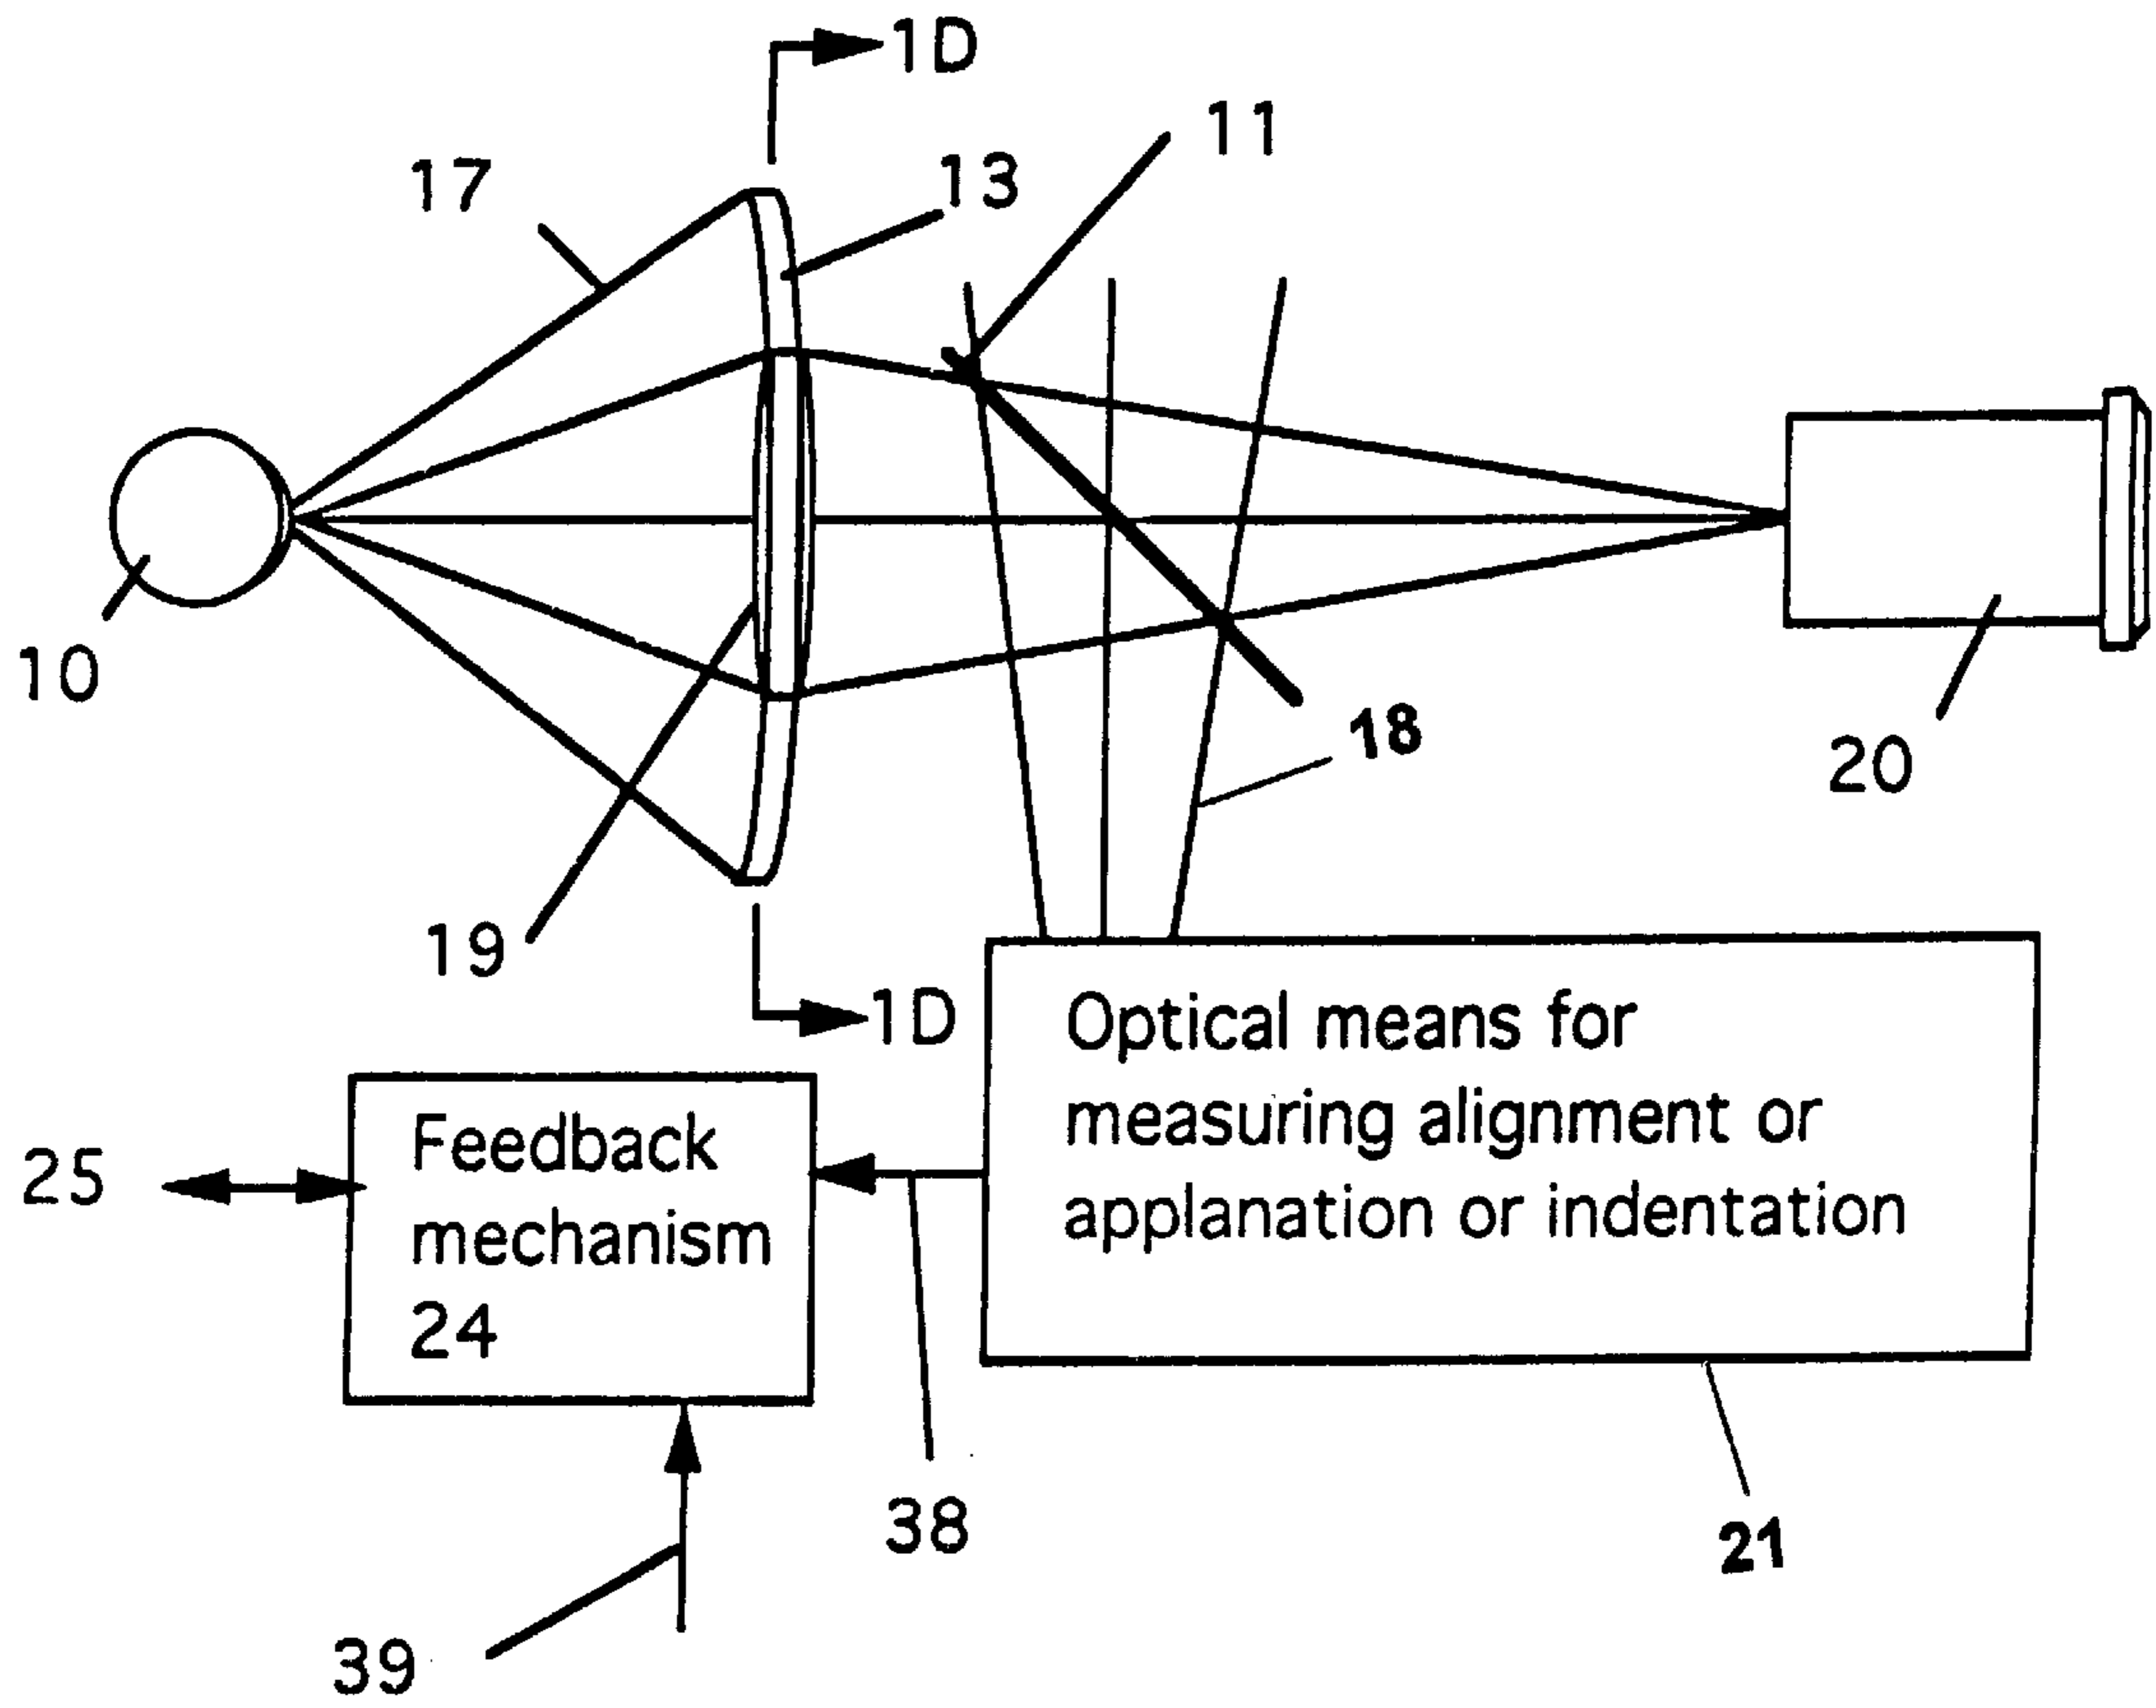 1D
11
13
17
10
18
20
19
1D
Optical means for
measuring alignment or
applanation or indentation
Feedback
mechanism
24
25
38
21
39